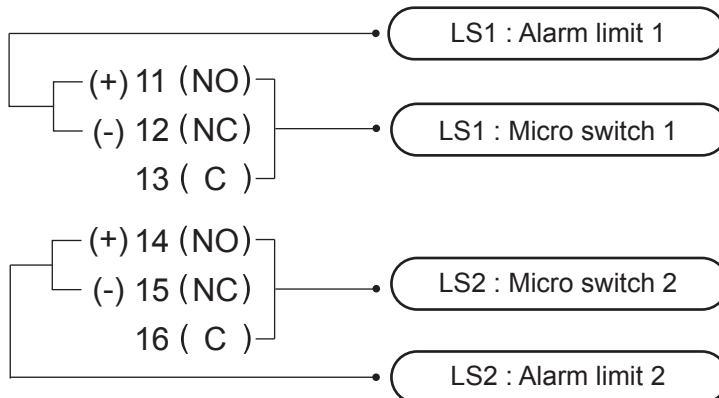 LS1 : Alarm limit 1
(+) 11 (NO)
(-) 12 (NC)
LS1 : Micro switch 1
13 ( C )
(+) 14 (NO)
(-) 15 (NC)
LS2 : Micro switch 2
16 ( C )
LS2 : Alarm limit 2